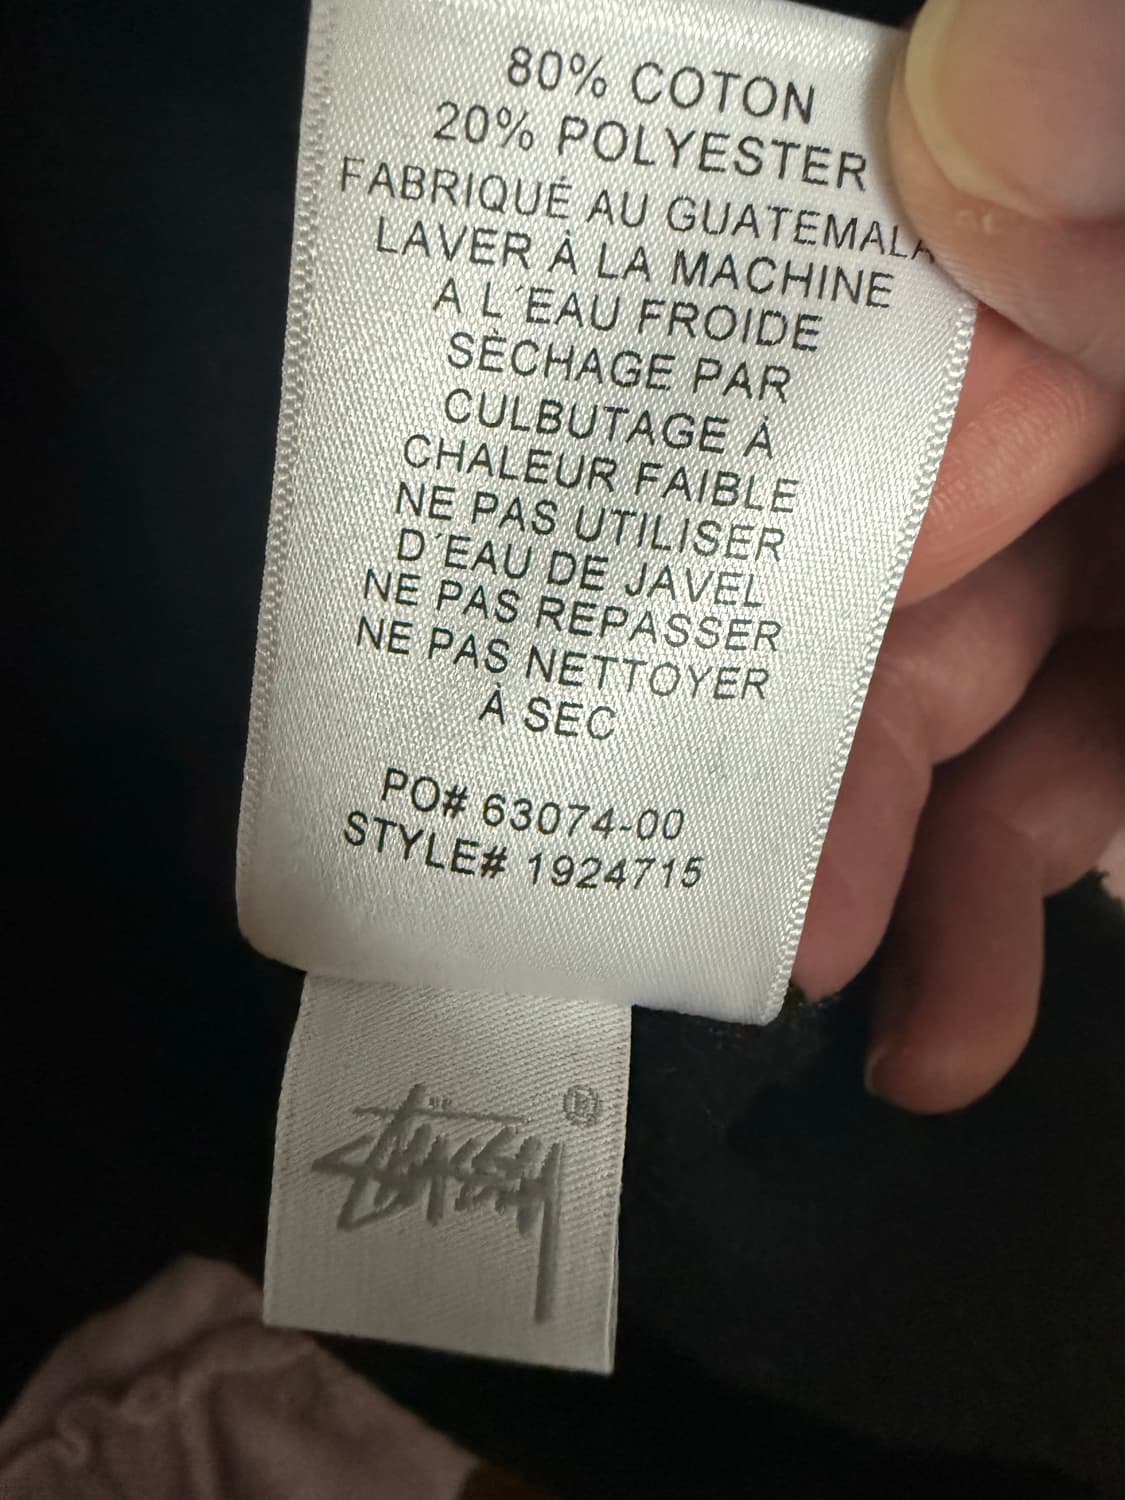 80% COTON
20% POLYESTER
FABRIQUÉ AU GUATEMALA
LAVER À LA MACHINE
A L´EAU FROIDE
SÈCHAGE PAR
CULBUTAGE À
CHALEUR FAIBLE
NE PAS UTILISER
D´EAU DE JAVEL
NE PAS REPASSER
NE PAS NETTOYER
À SEC
PO# 63074-00
STYLE# 1924715
STÜSSY ®